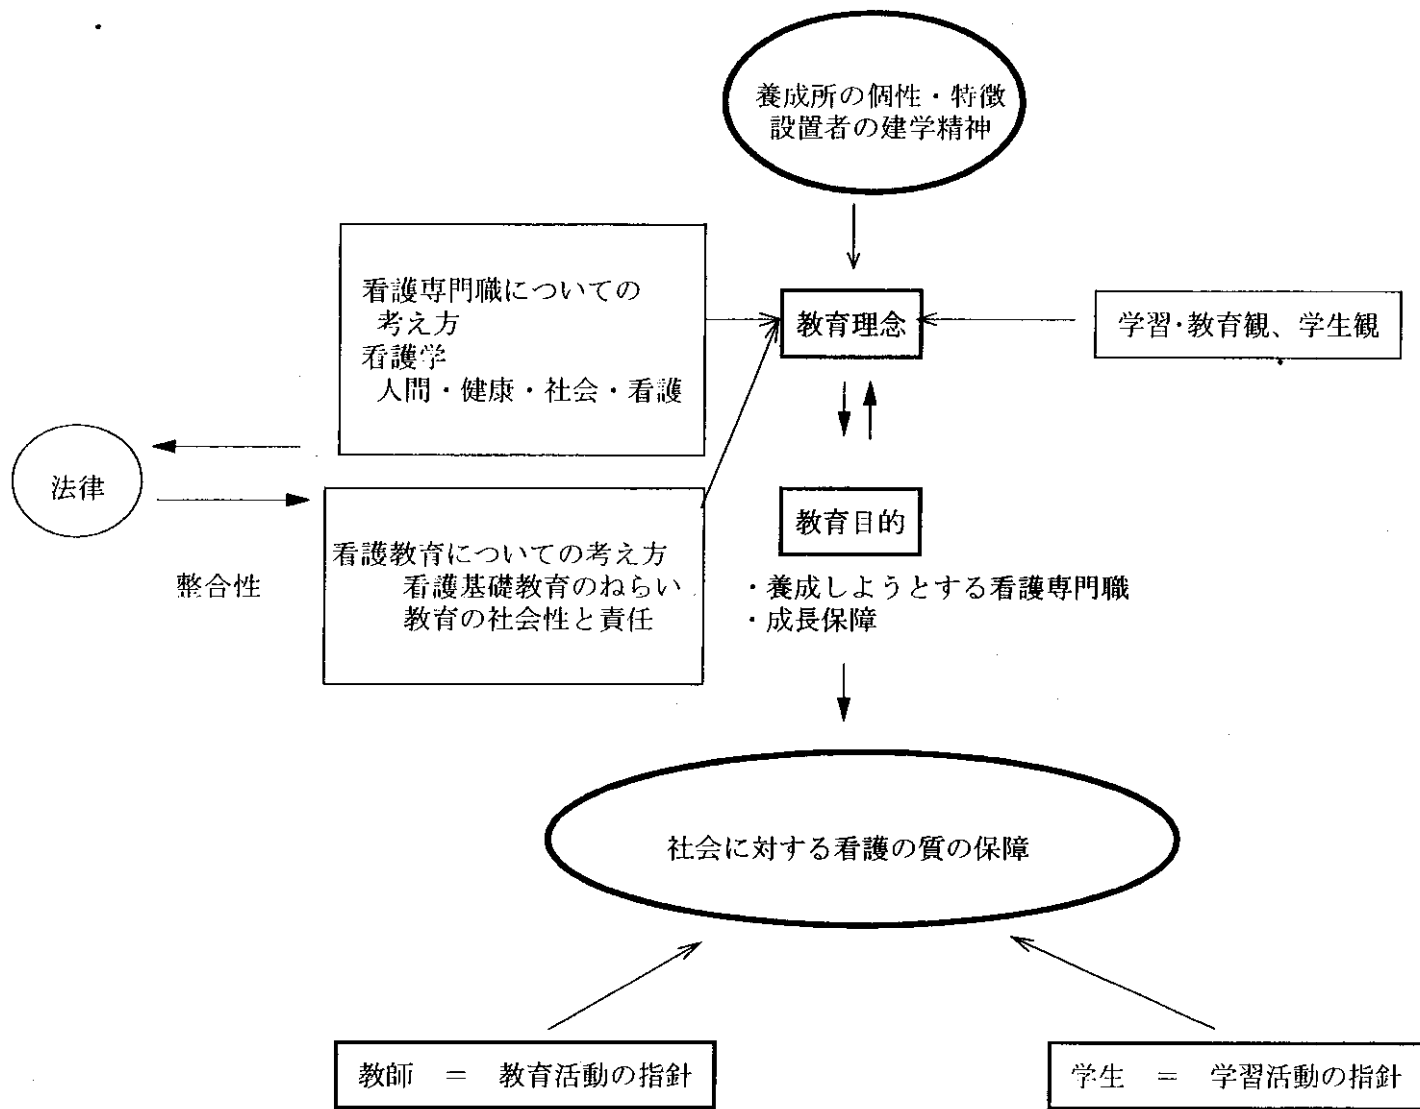 養成所の個性・特徴
設置者の建学精神
看護専門職についての
考え方
看護学
人間・健康・社会・看護
教育理念
学習・教育観、学生観
法律
整合性
看護教育についての考え方
看護基礎教育のねらい
教育の社会性と責任
教育目的
・養成しようとする看護専門職
・成長保障
社会に対する看護の質の保障
教師 = 教育活動の指針
学生 = 学習活動の指針